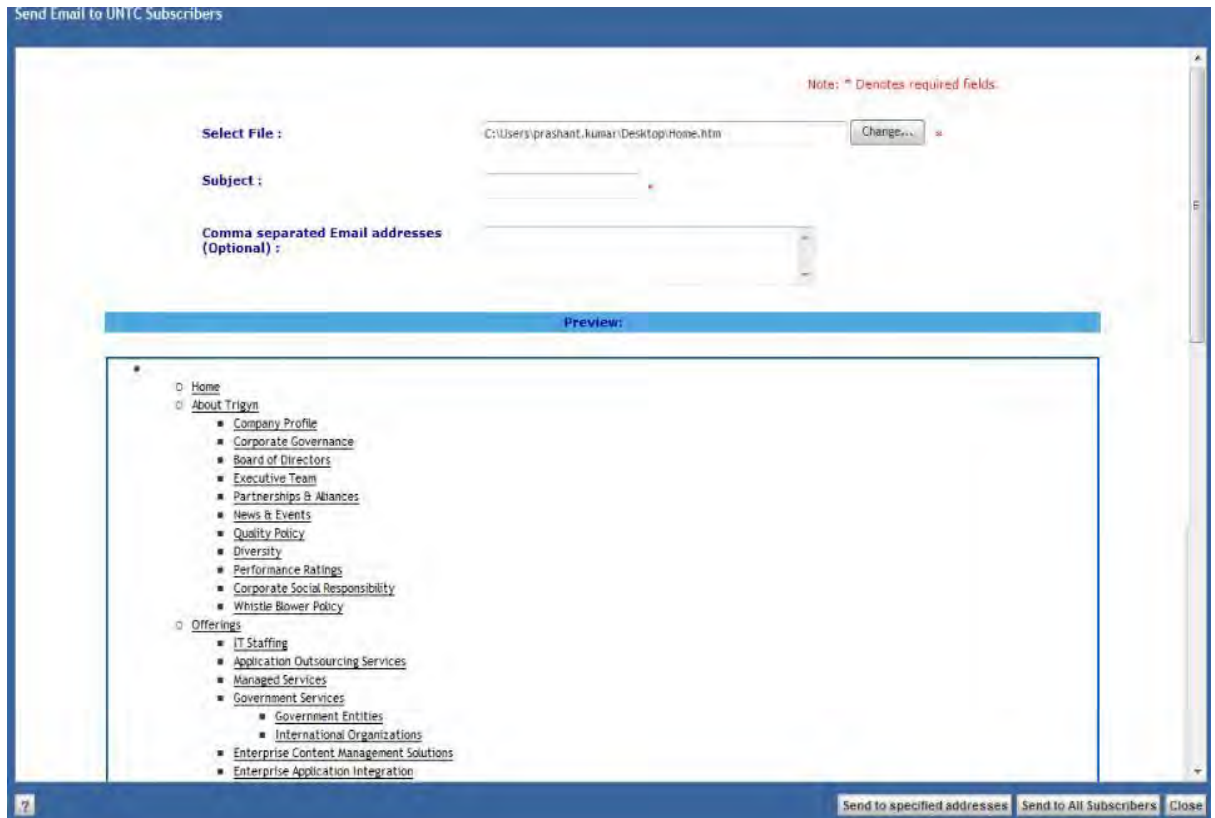 Send Email to UNTC Subscribers
Note: * Denotes required fields.
Select File :
C:\Users\prashant.kumar\Desktop\Home.htm
Change...
*
Subject :
*
Comma separated Email addresses
(Optional) :
Preview:
Home
About Trigyn
Company Profile
Corporate Governance
Board of Directors
Executive Team
Partnerships & Aliances
News & Events
Quality Policy
Diversity
Performance Ratings
Corporate Social Responsibility
Whistle Blower Policy
Offerings
IT Staffing
Application Outsourcing Services
Managed Services
Government Services
Government Entities
International Organizations
Enterprise Content Management Solutions
Enterprise Application Integration
?
Send to specified addresses
Send to All Subscribers
Close